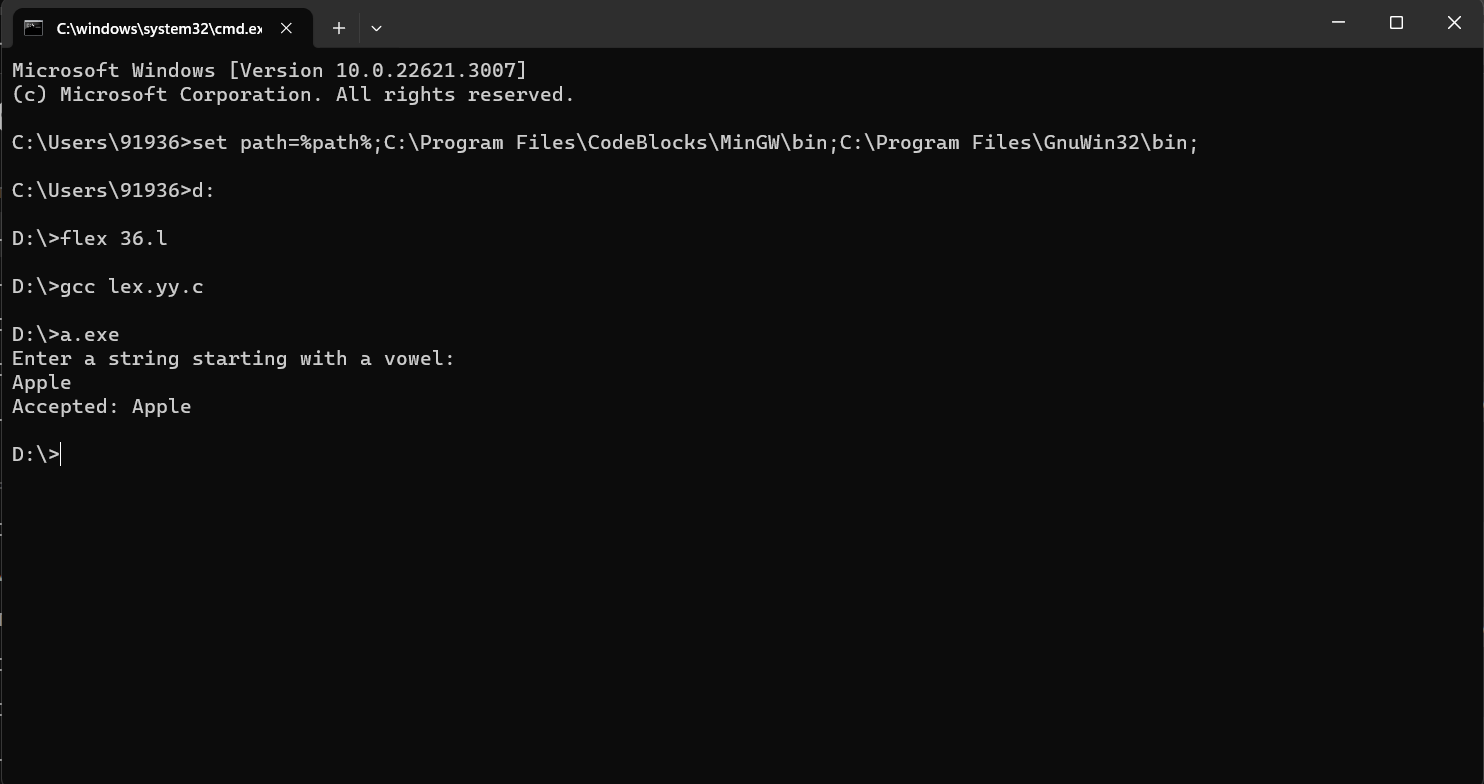 C:\windows\system32\cmd.ex
Microsoft Windows [Version 10.0.22621.3007]
(c) Microsoft Corporation. All rights reserved.
C:\Users\91936>set path=%path%;C:\Program Files\CodeBlocks\MinGW\bin;C:\Program Files\GnuWin32\bin;
C:\Users\91936>d:
D:\>flex 36.l
D:\>gcc lex.yy.c
D:\>a.exe
Enter a string starting with a vowel:
Apple
Accepted: Apple
D:\>